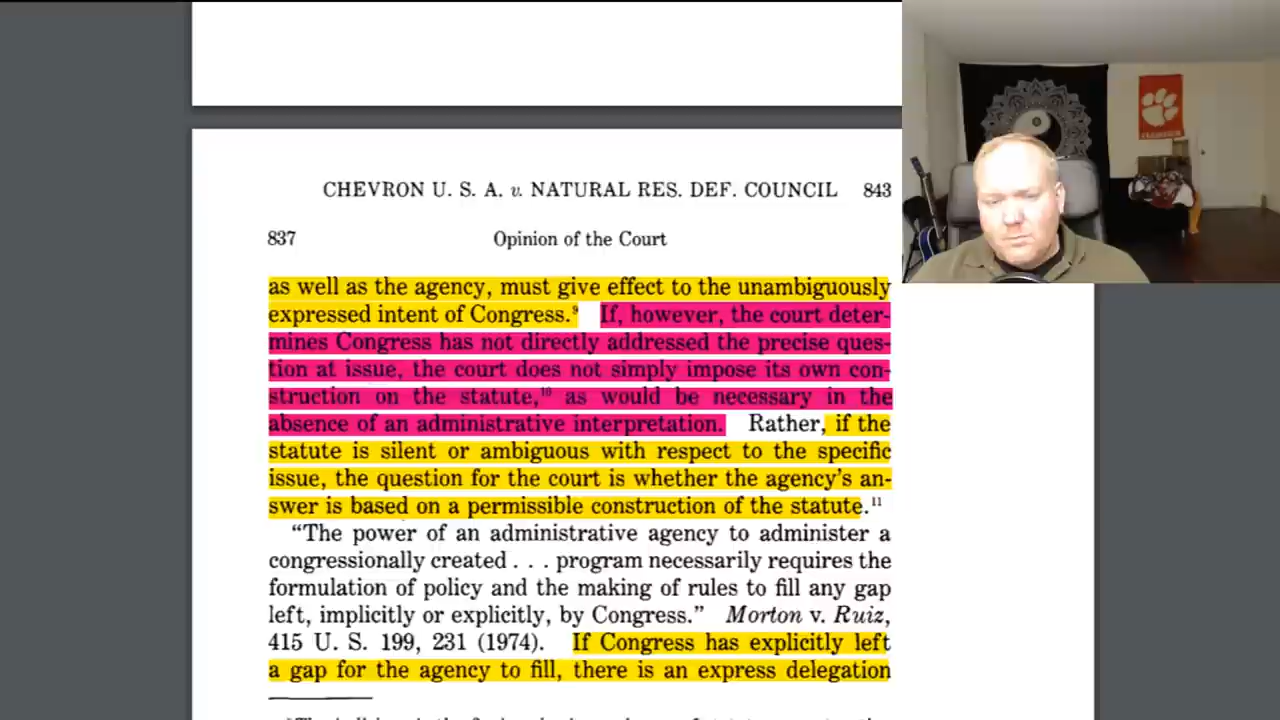 CHEVRON U. S. A. v. NATURAL RES. DEF. COUNCIL 843
837 Opinion of the Court
as well as the agency, must give effect to the unambiguously
expressed intent of Congress.⁹ If, however, the court deter-
mines Congress has not directly addressed the precise ques-
tion at issue, the court does not simply impose its own con-
struction on the statute,¹⁰ as would be necessary in the
absence of an administrative interpretation. Rather, if the
statute is silent or ambiguous with respect to the specific
issue, the question for the court is whether the agency's an-
swer is based on a permissible construction of the statute.¹¹
“The power of an administrative agency to administer a
congressionally created . . . program necessarily requires the
formulation of policy and the making of rules to fill any gap
left, implicitly or explicitly, by Congress.” Morton v. Ruiz,
415 U. S. 199, 231 (1974). If Congress has explicitly left
a gap for the agency to fill, there is an express delegation